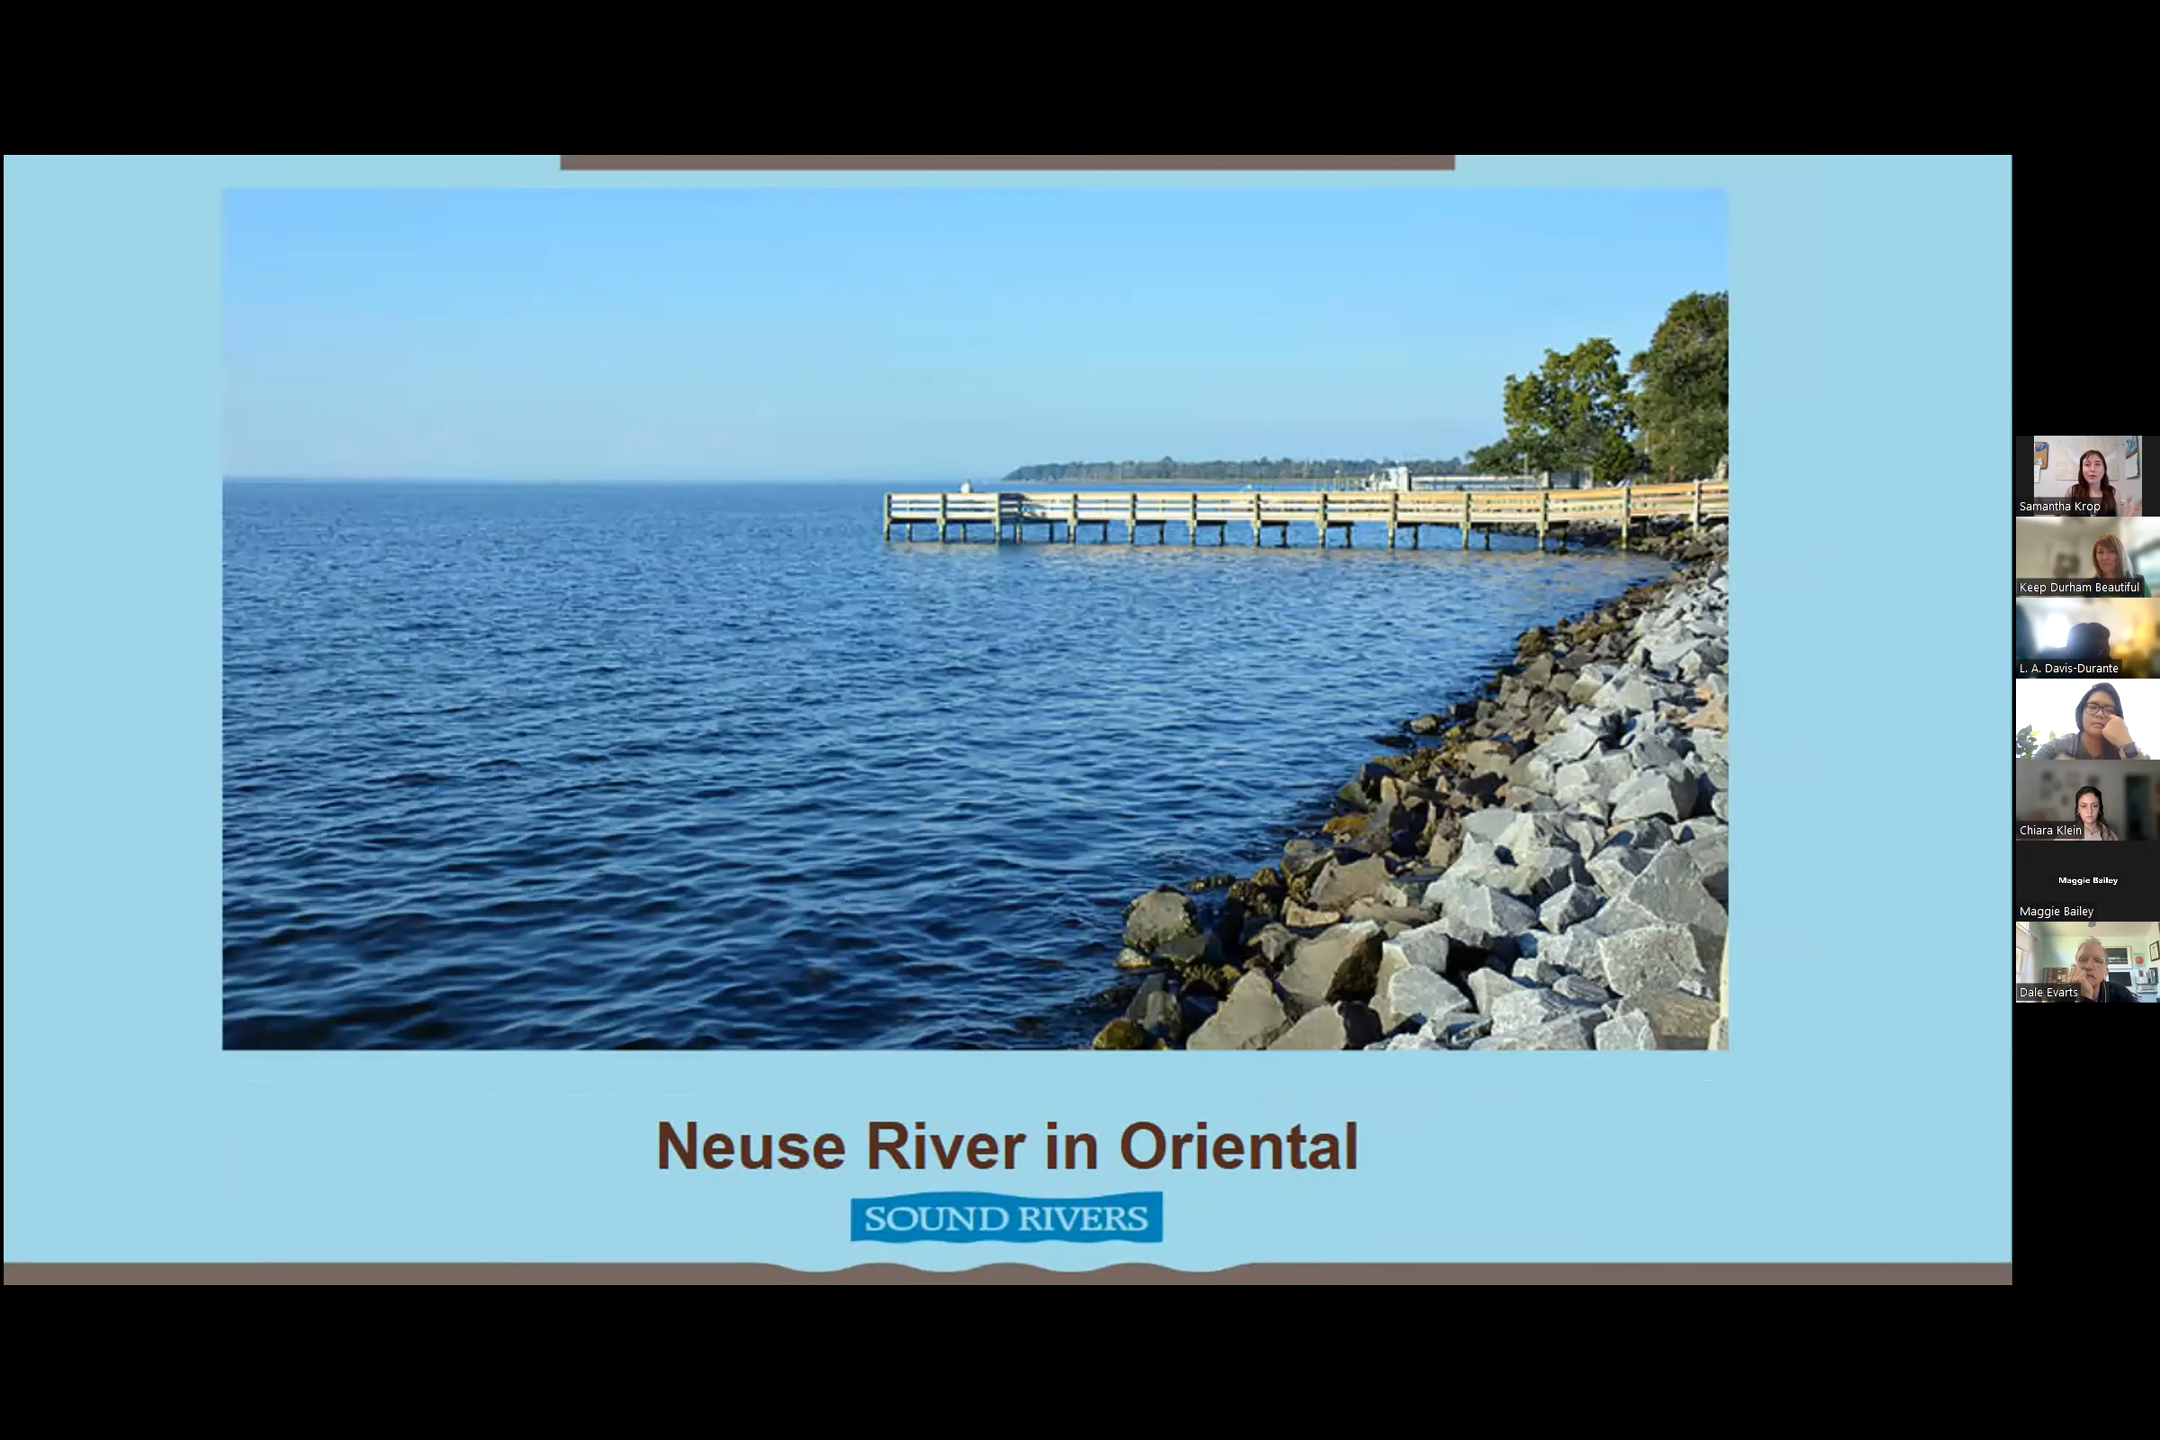 Neuse River in Oriental
SOUND RIVERS
Samantha Krop
Keep Durham Beautiful
L. A. Davis-Durante
Chiara Klein
Maggie Bailey
Maggie Bailey
Dale Evarts